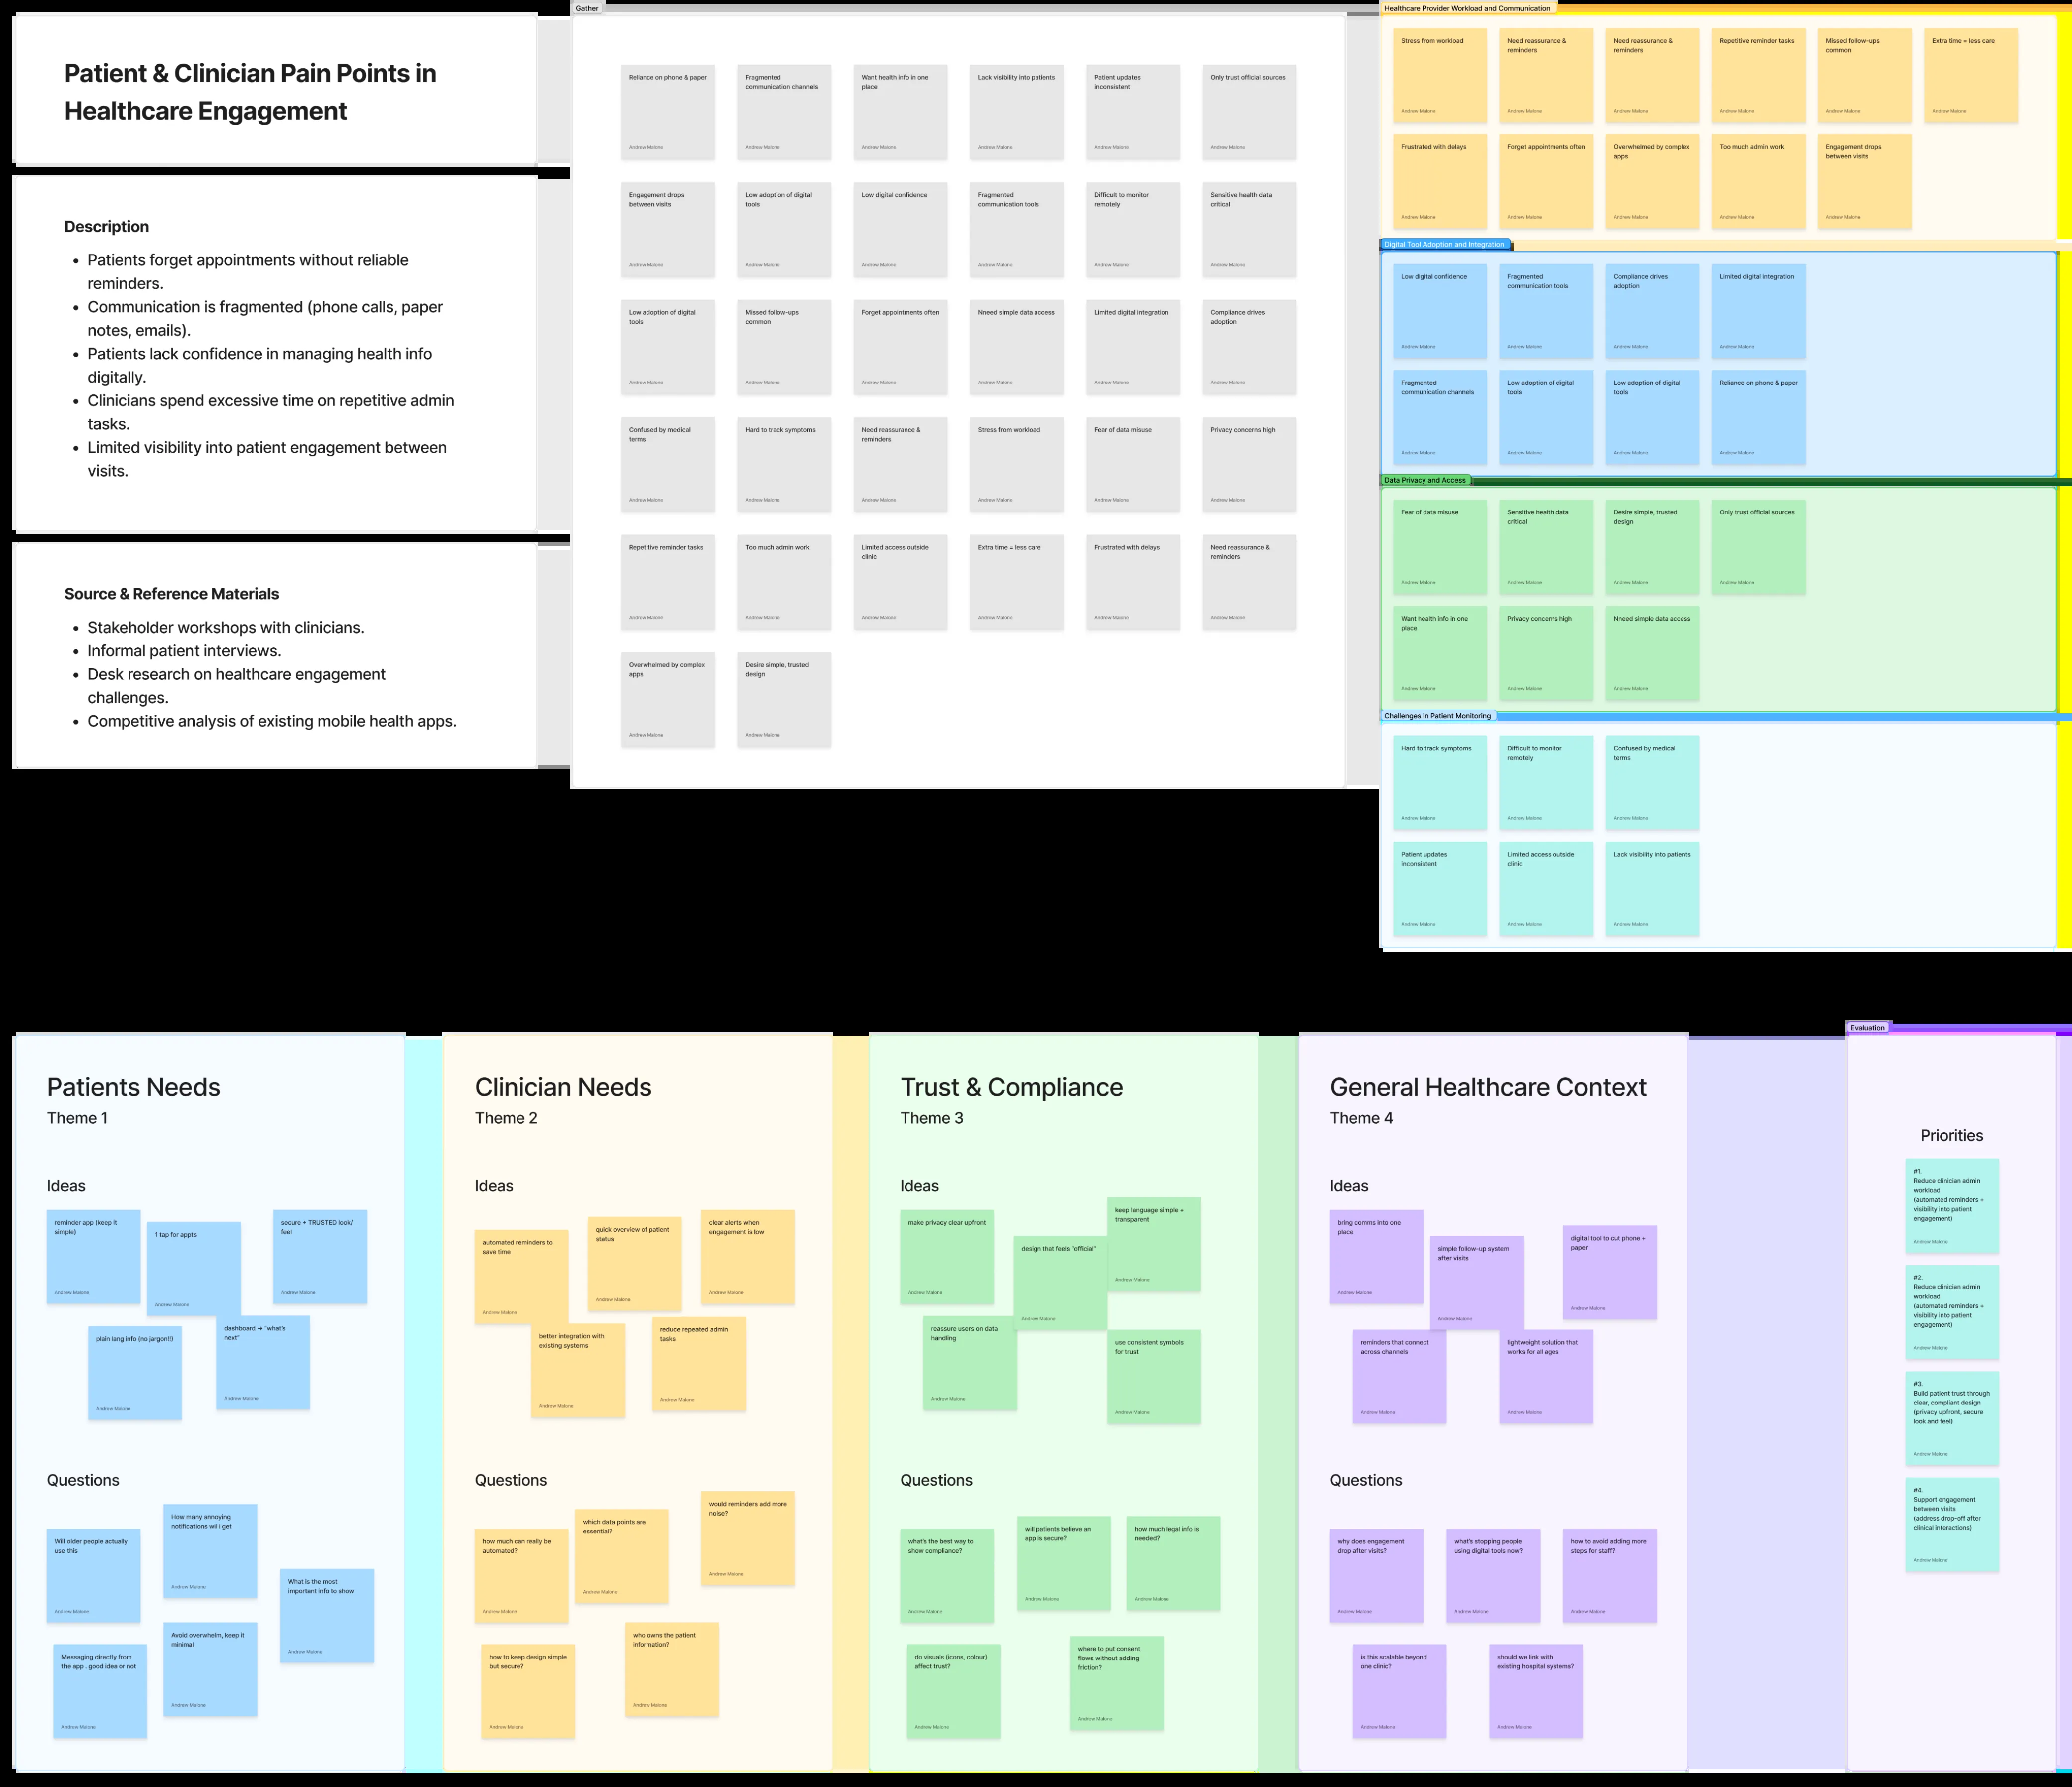 Patient & Clinician Pain Points in
Healthcare Engagement
Description
Patients forget appointments without reliable
reminders.
Communication is fragmented (phone calls, paper
notes, emails).
Patients lack confidence in managing health info
digitally.
Clinicians spend excessive time on repetitive admin
tasks.
Limited visibility into patient engagement between
visits.
Source & Reference Materials
Stakeholder workshops with clinicians.
Informal patient interviews.
Desk research on healthcare engagement
challenges.
Competitive analysis of existing mobile health apps.
Gather
Reliance on phone & paper
Andrew Malone
Fragmented
communication channels
Andrew Malone
Want health info in one
place
Andrew Malone
Lack visibility into patients
Andrew Malone
Patient updates
inconsistent
Andrew Malone
Only trust official sources
Andrew Malone
Engagement drops
between visits
Andrew Malone
Low adoption of digital
tools
Andrew Malone
Low digital confidence
Andrew Malone
Fragmented
communication tools
Andrew Malone
Difficult to monitor
remotely
Andrew Malone
Sensitive health data
critical
Andrew Malone
Low adoption of digital
tools
Andrew Malone
Missed follow-ups
common
Andrew Malone
Forget appointments often
Andrew Malone
Nneed simple data access
Andrew Malone
Limited digital integration
Andrew Malone
Compliance drives
adoption
Andrew Malone
Confused by medical
terms
Andrew Malone
Hard to track symptoms
Andrew Malone
Need reassurance &
reminders
Andrew Malone
Stress from workload
Andrew Malone
Fear of data misuse
Andrew Malone
Privacy concerns high
Andrew Malone
Repetitive reminder tasks
Andrew Malone
Too much admin work
Andrew Malone
Limited access outside
clinic
Andrew Malone
Extra time = less care
Andrew Malone
Frustrated with delays
Andrew Malone
Need reassurance &
reminders
Andrew Malone
Overwhelmed by complex
apps
Andrew Malone
Desire simple, trusted
design
Andrew Malone
Healthcare Provider Workload and Communication
Stress from workload
Andrew Malone
Need reassurance &
reminders
Andrew Malone
Need reassurance &
reminders
Andrew Malone
Repetitive reminder tasks
Andrew Malone
Missed follow-ups
common
Andrew Malone
Extra time = less care
Andrew Malone
Frustrated with delays
Andrew Malone
Forget appointments often
Andrew Malone
Overwhelmed by complex
apps
Andrew Malone
Too much admin work
Andrew Malone
Engagement drops
between visits
Andrew Malone
Digital Tool Adoption and Integration
Low digital confidence
Andrew Malone
Fragmented
communication tools
Andrew Malone
Compliance drives
adoption
Andrew Malone
Limited digital integration
Andrew Malone
Fragmented
communication channels
Andrew Malone
Low adoption of digital
tools
Andrew Malone
Low adoption of digital
tools
Andrew Malone
Reliance on phone & paper
Andrew Malone
Data Privacy and Access
Fear of data misuse
Andrew Malone
Sensitive health data
critical
Andrew Malone
Desire simple, trusted
design
Andrew Malone
Only trust official sources
Andrew Malone
Want health info in one
place
Andrew Malone
Privacy concerns high
Andrew Malone
Nneed simple data access
Andrew Malone
Challenges in Patient Monitoring
Hard to track symptoms
Andrew Malone
Difficult to monitor
remotely
Andrew Malone
Confused by medical
terms
Andrew Malone
Patient updates
inconsistent
Andrew Malone
Limited access outside
clinic
Andrew Malone
Lack visibility into patients
Andrew Malone
Patients Needs
Theme 1
Ideas
reminder app (keep it
simple)
Andrew Malone
1 tap for appts
Andrew Malone
secure + TRUSTED look/
feel
Andrew Malone
plain lang info (no jargon!!)
Andrew Malone
dashboard → "what's
next"
Andrew Malone
Questions
Will older people actually
use this
Andrew Malone
How many annoying
notifications wil i get
Andrew Malone
What is the most
important info to show
Andrew Malone
Messaging directly from
the app . good idea or not
Andrew Malone
Avoid overwhelm, keep it
minimal
Andrew Malone
Clinician Needs
Theme 2
Ideas
automated reminders to
save time
Andrew Malone
quick overview of patient
status
Andrew Malone
clear alerts when
engagement is low
Andrew Malone
better integration with
existing systems
Andrew Malone
reduce repeated admin
tasks
Andrew Malone
Questions
how much can really be
automated?
Andrew Malone
which data points are
essential?
Andrew Malone
would reminders add more
noise?
Andrew Malone
how to keep design simple
but secure?
Andrew Malone
who owns the patient
information?
Andrew Malone
Trust & Compliance
Theme 3
Ideas
make privacy clear upfront
Andrew Malone
design that feels "official"
Andrew Malone
keep language simple +
transparent
Andrew Malone
reassure users on data
handling
Andrew Malone
use consistent symbols
for trust
Andrew Malone
Questions
what's the best way to
show compliance?
Andrew Malone
will patients believe an
app is secure?
Andrew Malone
how much legal info is
needed?
Andrew Malone
do visuals (icons, colour)
affect trust?
Andrew Malone
where to put consent
flows without adding
friction?
Andrew Malone
General Healthcare Context
Theme 4
Ideas
bring comms into one
place
Andrew Malone
simple follow-up system
after visits
Andrew Malone
digital tool to cut phone +
paper
Andrew Malone
reminders that connect
across channels
Andrew Malone
lightweight solution that
works for all ages
Andrew Malone
Questions
why does engagement
drop after visits?
Andrew Malone
what's stopping people
using digital tools now?
Andrew Malone
how to avoid adding more
steps for staff?
Andrew Malone
is this scalable beyond
one clinic?
Andrew Malone
should we link with
existing hospital systems?
Andrew Malone
Evaluation
Priorities
#1.
Reduce clinician admin
workload
(automated reminders +
visibility into patient
engagement)
Andrew Malone
#2.
Reduce clinician admin
workload
(automated reminders +
visibility into patient
engagement)
Andrew Malone
#3.
Build patient trust through
clear, compliant design
(privacy upfront, secure
look and feel)
Andrew Malone
#4.
Support engagement
between visits
(address drop-off after
clinical interactions)
Andrew Malone